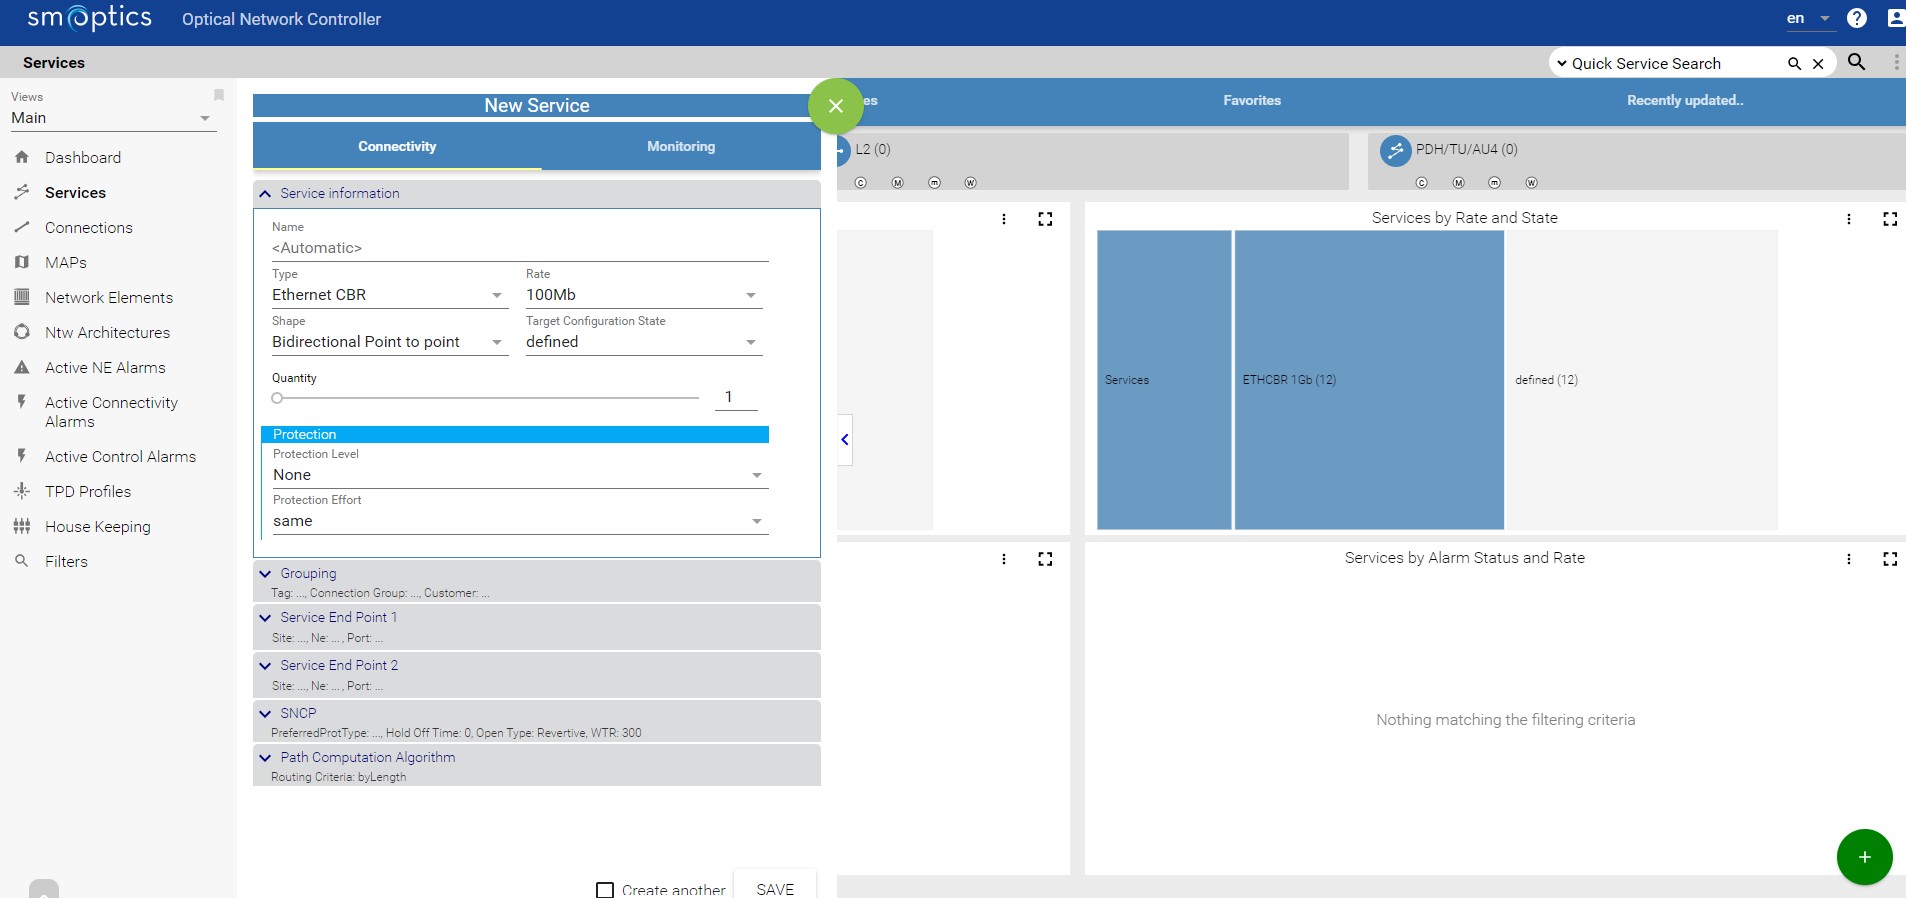 smoptics
Optical Network Controller
en
Services
Quick Service Search
Views
Main
Dashboard
Services
Connections
MAPs
Network Elements
Ntw Architectures
Active NE Alarms
Active Connectivity
Alarms
Active Control Alarms
TPD Profiles
House Keeping
Filters
New Service
Connectivity
Monitoring
Service information
Name
<Automatic>
Type
Rate
Ethernet CBR
100Mb
Shape
Target Configuration State
Bidirectional Point to point
defined
Quantity
1
Protection
Protection Level
None
Protection Effort
same
Grouping
Tag: ..., Connection Group: ..., Customer: ...
Service End Point 1
Site: ..., Ne: ... , Port: ...
Service End Point 2
Site: ..., Ne: ... , Port: ...
SNCP
PreferredProtType: ..., Hold Off Time: 0, Open Type: Revertive, WTR: 300
Path Computation Algorithm
Routing Criteria: byLength
Create another
SAVE
es
Favorites
Recently updated..
L2 (0)
C M m W
PDH/TU/AU4 (0)
C M m W
Services by Rate and State
Services
ETHCBR 1Gb (12)
defined (12)
Services by Alarm Status and Rate
Nothing matching the filtering criteria